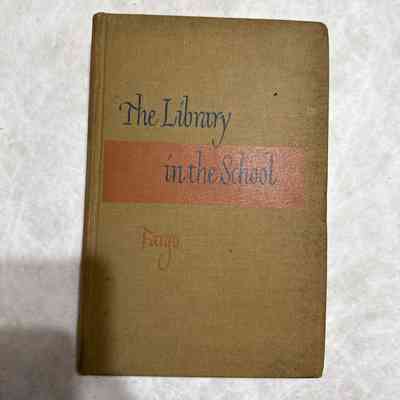 The Library
in the School
Fargo